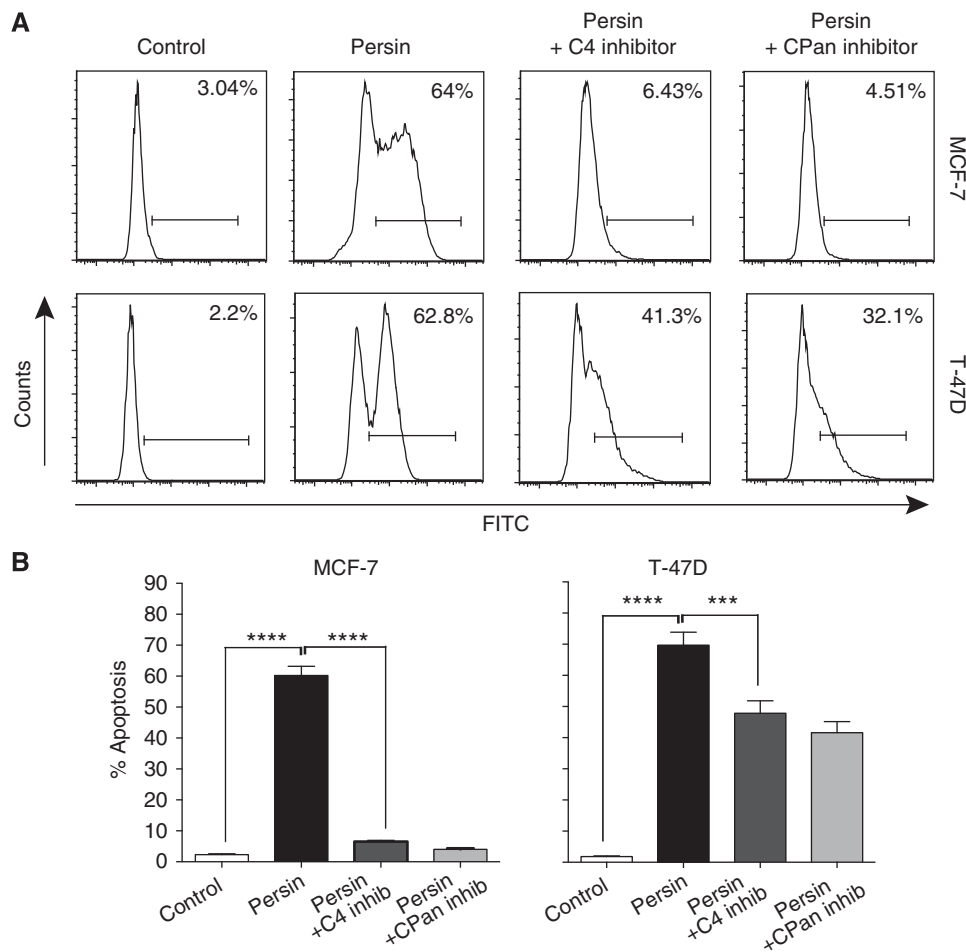 A
Control
Persin
Persin
+ C4 inhibitor
Persin
+ CPan inhibitor
3.04%
64%
6.43%
4.51%
MCF-7
2.2%
62.8%
41.3%
32.1%
T-47D
Counts
FITC
B
MCF-7
% Apoptosis
90
80
70
60
50
40
30
20
10
0
**** ****
Control
Persin
Persin
+C4 inhib
Persin
+CPan inhib
T-47D
**** ***
Control
Persin
Persin
+C4 inhib
Persin
+CPan inhib